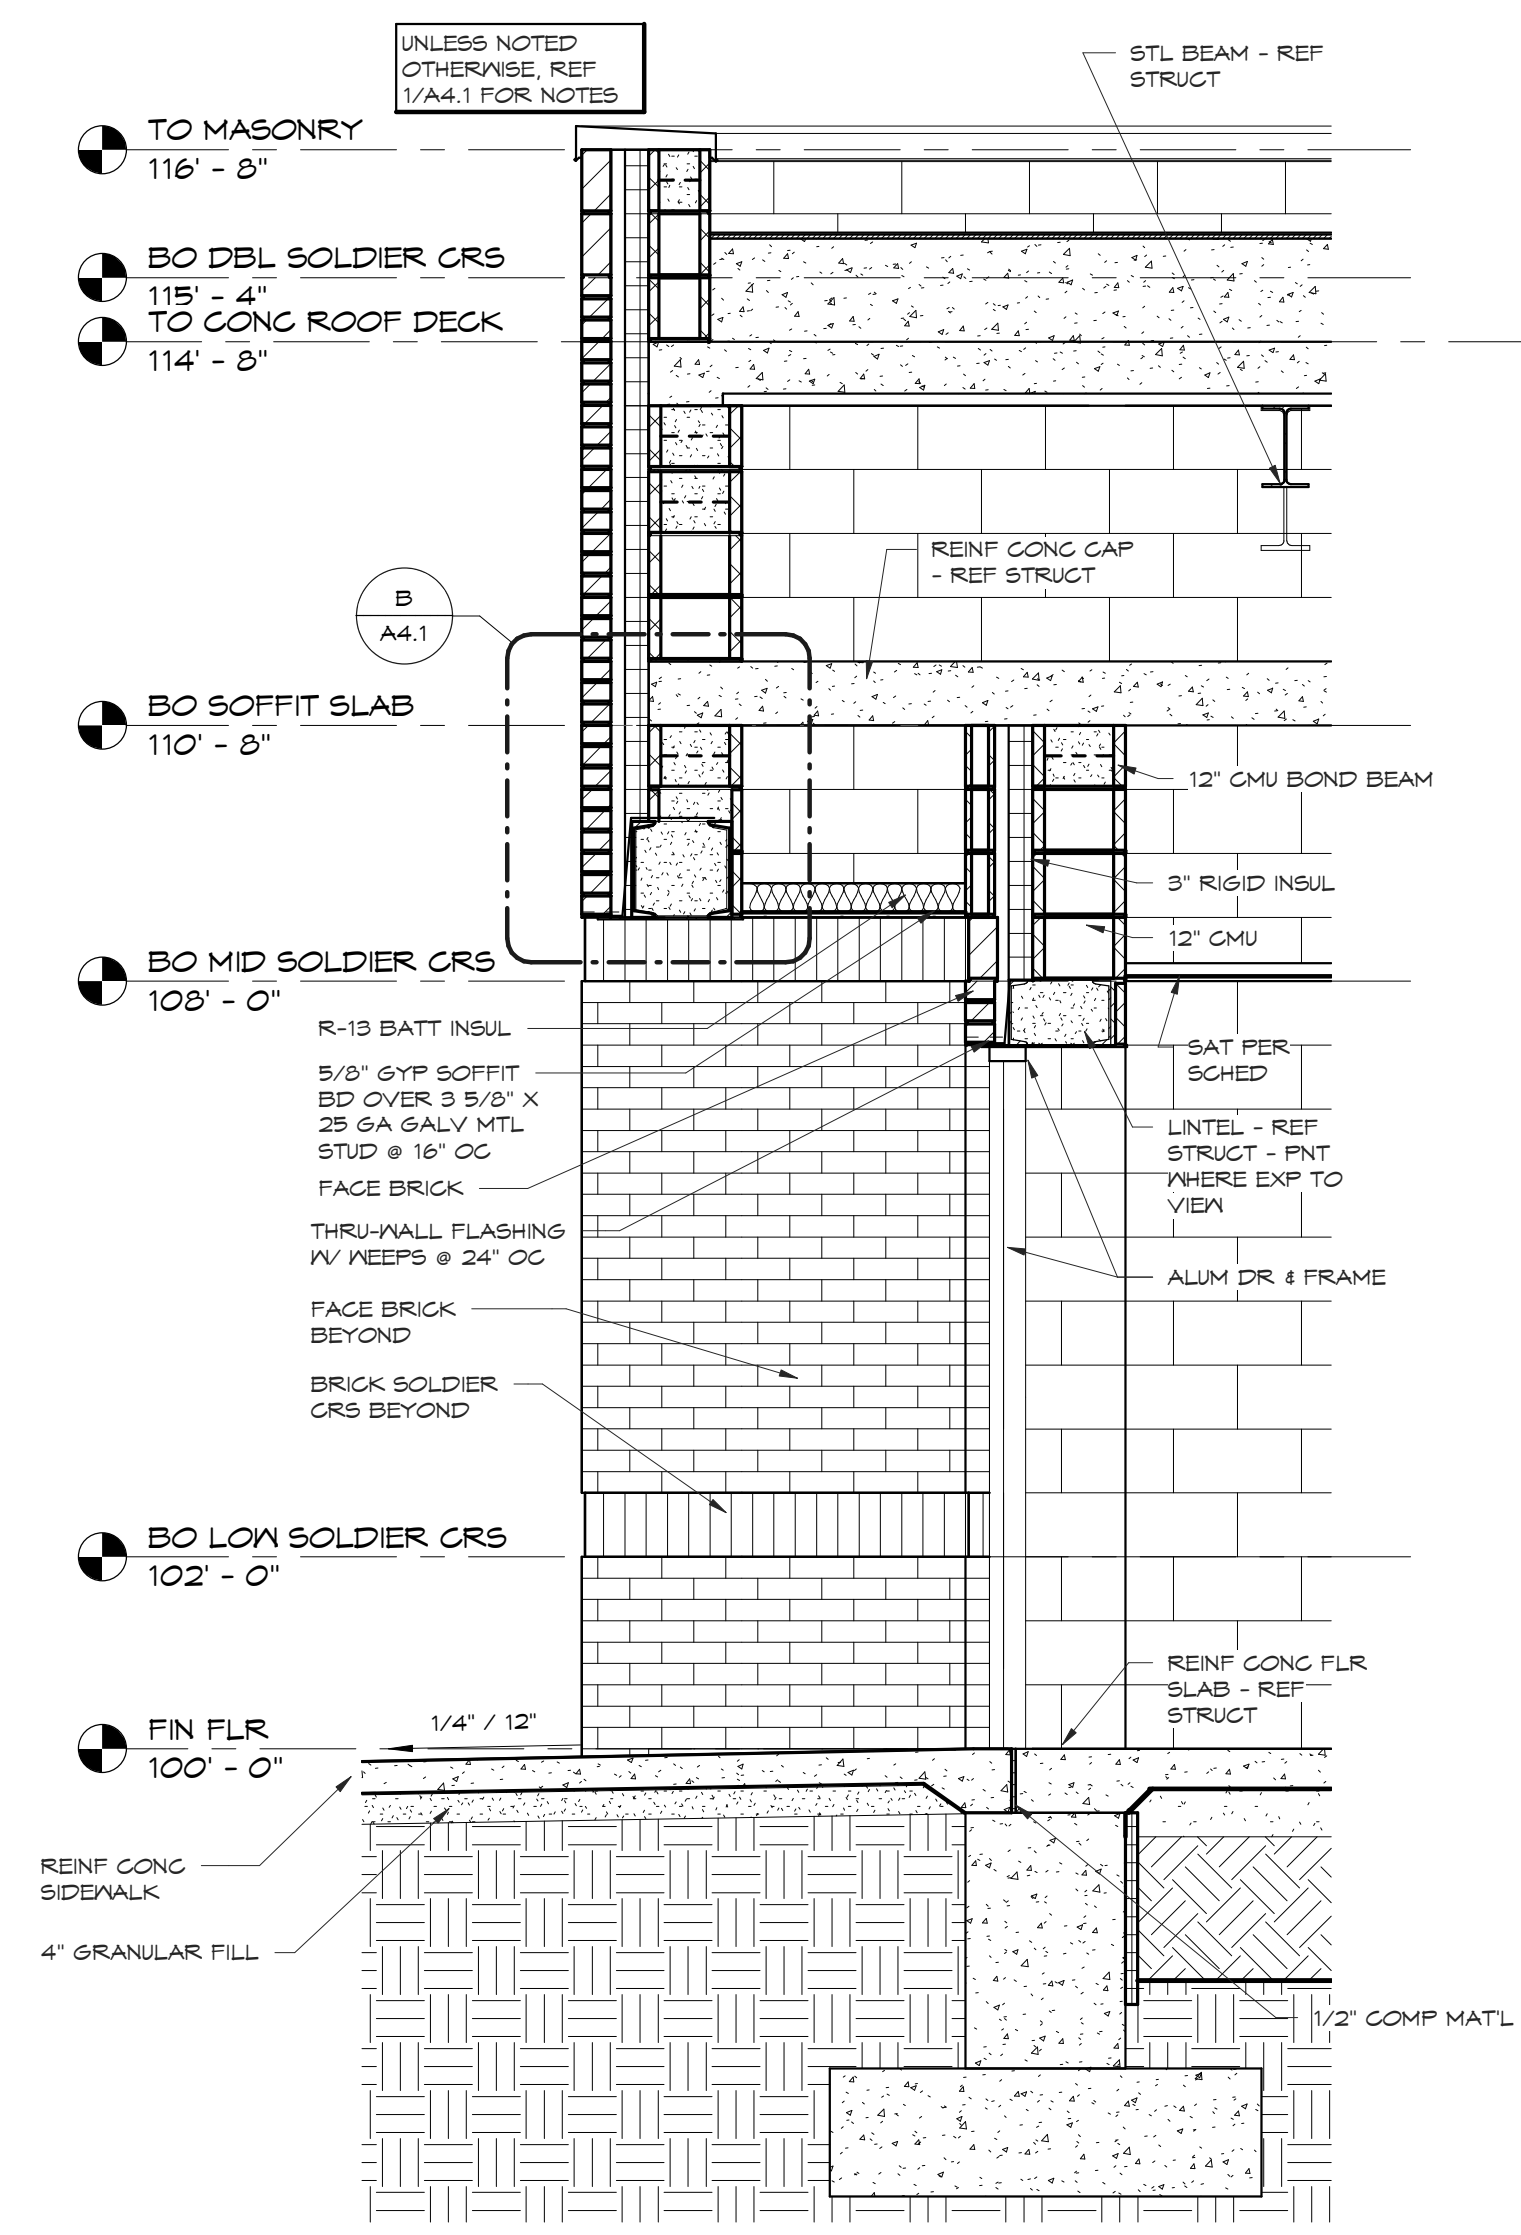 UNLESS NOTED
OTHERWISE, REF
1/A4.1 FOR NOTES
STL BEAM - REF
STRUCT
TO MASONRY
116' - 8"
BO DBL SOLDIER CRS
115' - 4"
TO CONC ROOF DECK
114' - 8"
REINF CONC CAP
- REF STRUCT
B
A4.1
BO SOFFIT SLAB
110' - 8"
12" CMU BOND BEAM
3" RIGID INSUL
12" CMU
BO MID SOLDIER CRS
108' - 0"
R-13 BATT INSUL
5/8" GYP SOFFIT
BD OVER 3 5/8" X
25 GA GALV MTL
STUD @ 16" OC
FACE BRICK
THRU-WALL FLASHING
W/ WEEPS @ 24" OC
FACE BRICK
BEYOND
BRICK SOLDIER
CRS BEYOND
SAT PER
SCHED
LINTEL - REF
STRUCT - PNT
WHERE EXP TO
VIEW
ALUM DR & FRAME
BO LOW SOLDIER CRS
102' - 0"
REINF CONC FLR
SLAB - REF
STRUCT
FIN FLR
100' - 0"
1/4" / 12"
REINF CONC
SIDEWALK
4" GRANULAR FILL
1/2" COMP MAT'L